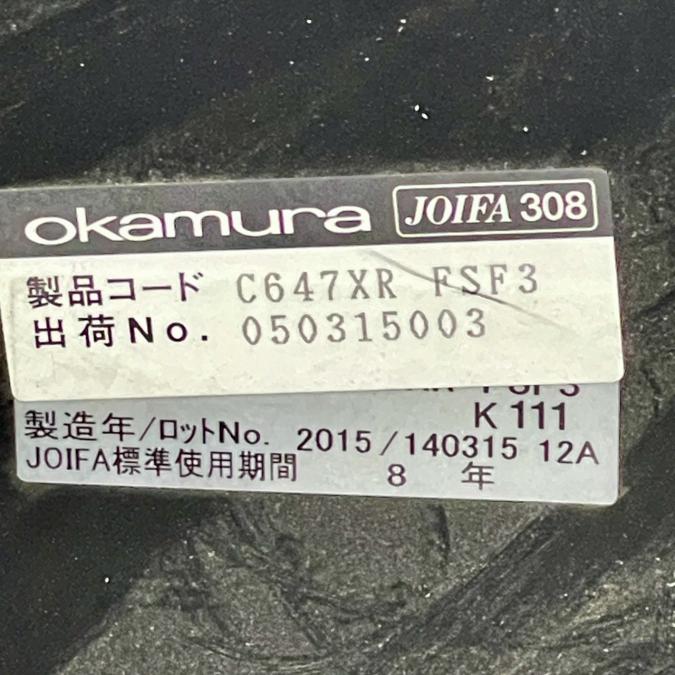 okamura JOIFA 308
製品コード C647XR FSF3
出荷No. 050315003
K 111
製造年/ロットNo. 2015/140315 12A
JOIFA標準使用期間 8 年